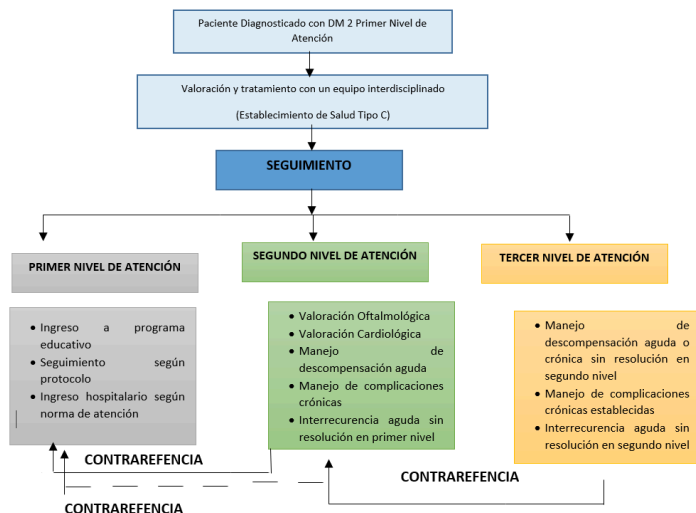 Paciente Diagnosticado con DM 2 Primer Nivel de
Atención
Valoración y tratamiento con un equipo interdisciplinado
(Establecimiento de Salud Tipo C)
SEGUIMIENTO
PRIMER NIVEL DE ATENCIÓN
SEGUNDO NIVEL DE ATENCIÓN
TERCER NIVEL DE ATENCIÓN
• Ingreso a programa
educativo
• Seguimiento según
protocolo
• Ingreso hospitalario según
norma de atención
• Valoración Oftalmológica
• Valoración Cardiológica
• Manejo de
descompensación aguda
• Manejo de complicaciones
crónicas
• Interrecurencia aguda sin
resolución en primer nivel
• Manejo de
descompensación aguda o
crónica sin resolución en
segundo nivel
• Manejo de complicaciones
crónicas establecidas
• Interrecurencia aguda sin
resolución en segundo nivel
CONTRAREFENCIA
CONTRAREFENCIA
CONTRAREFENCIA